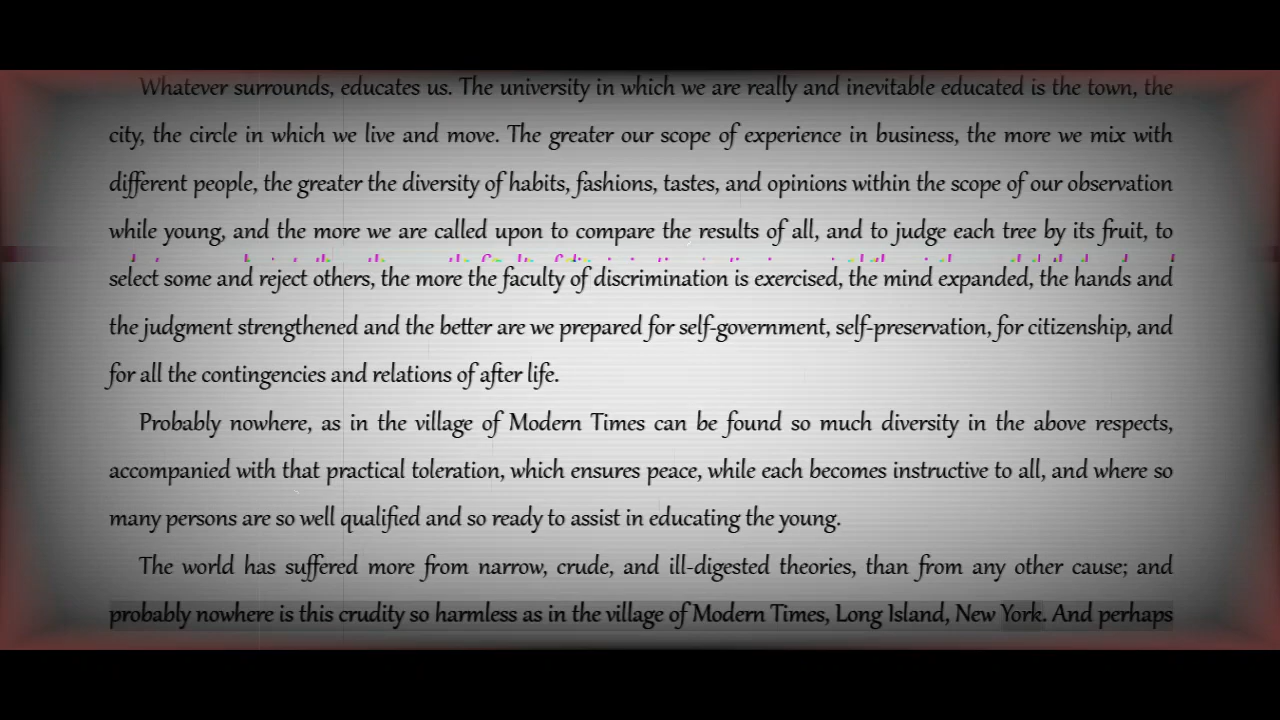 Whatever surrounds, educates us. The university in which we are really and inevitable educated is the town, the
city, the circle in which we live and move. The greater our scope of experience in business, the more we mix with
different people, the greater the diversity of habits, fashions, tastes, and opinions within the scope of our observation
while young, and the more we are called upon to compare the results of all, and to judge each tree by its fruit, to
select some and reject others, the more the faculty of discrimination is exercised, the mind expanded, the hands and
the judgment strengthened and the better are we prepared for self-government, self-preservation, for citizenship, and
for all the contingencies and relations of after life.
Probably nowhere, as in the village of Modern Times can be found so much diversity in the above respects,
accompanied with that practical toleration, which ensures peace, while each becomes instructive to all, and where so
many persons are so well qualified and so ready to assist in educating the young.
The world has suffered more from narrow, crude, and ill-digested theories, than from any other cause; and
probably nowhere is this crudity so harmless as in the village of Modern Times, Long Island, New York. And perhaps